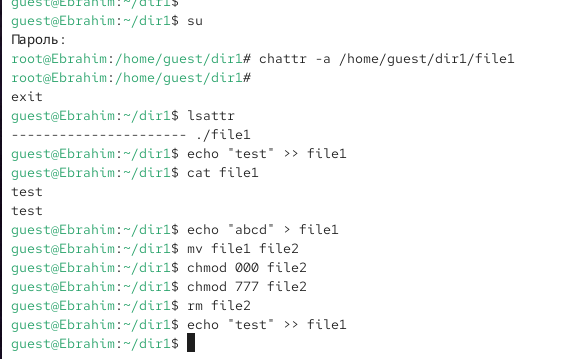 guest@Ebrahim:~/dir1$
guest@Ebrahim:~/dir1$ su
Пароль:
root@Ebrahim:/home/guest/dir1# chattr -a /home/guest/dir1/file1
root@Ebrahim:/home/guest/dir1#
exit
guest@Ebrahim:~/dir1$ lsattr
---------------------- ./file1
guest@Ebrahim:~/dir1$ echo "test" >> file1
guest@Ebrahim:~/dir1$ cat file1
test
test
guest@Ebrahim:~/dir1$ echo "abcd" > file1
guest@Ebrahim:~/dir1$ mv file1 file2
guest@Ebrahim:~/dir1$ chmod 000 file2
guest@Ebrahim:~/dir1$ chmod 777 file2
guest@Ebrahim:~/dir1$ rm file2
guest@Ebrahim:~/dir1$ echo "test" >> file1
guest@Ebrahim:~/dir1$